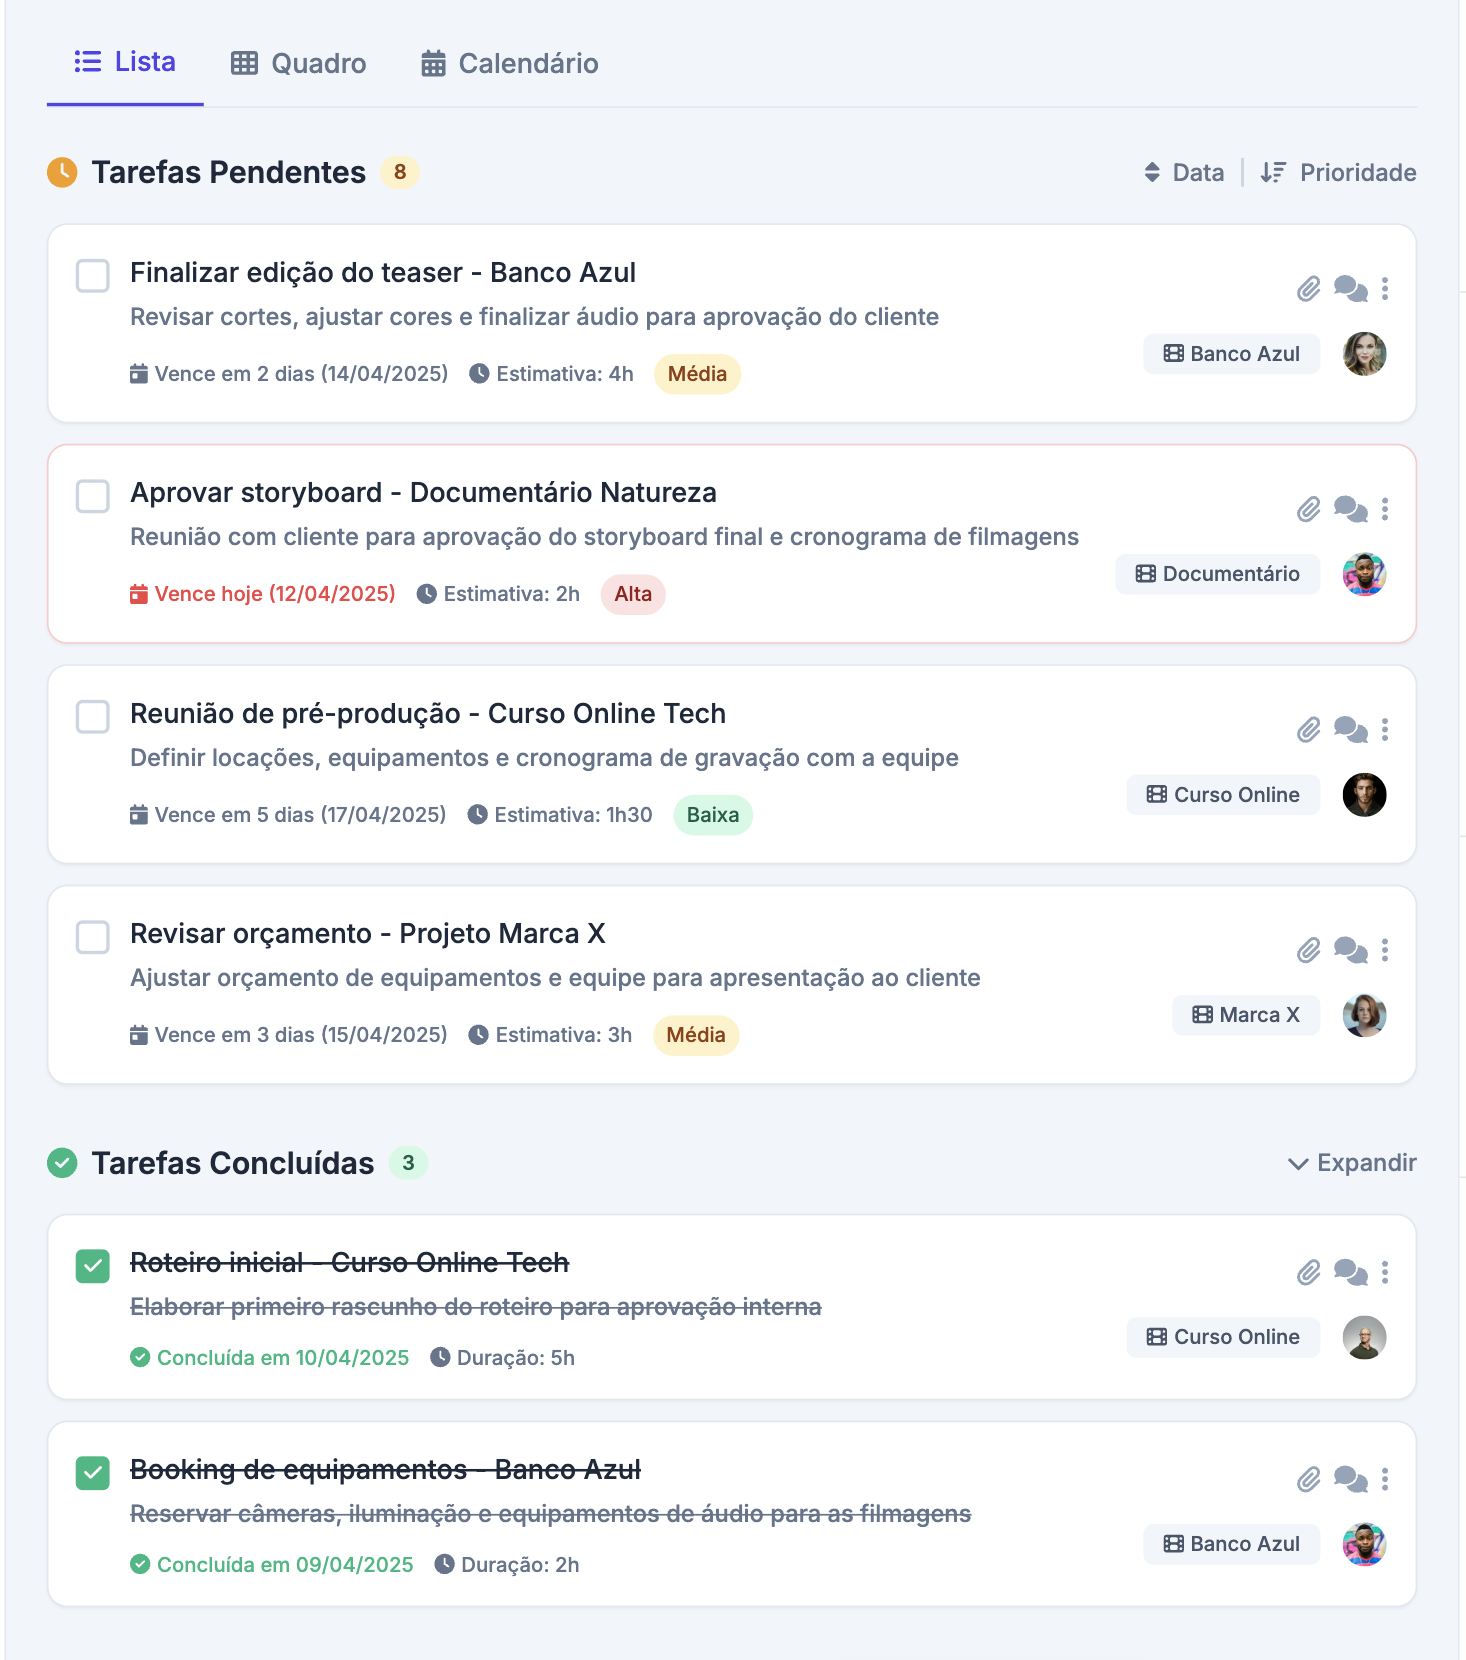 Lista Quadro Calendário
Tarefas Pendentes 8 Data Prioridade
Finalizar edição do teaser - Banco Azul
Revisar cortes, ajustar cores e finalizar áudio para aprovação do cliente
Banco Azul
Vence em 2 dias (14/04/2025) Estimativa: 4h Média
Aprovar storyboard - Documentário Natureza
Reunião com cliente para aprovação do storyboard final e cronograma de filmagens
Documentário
Vence hoje (12/04/2025) Estimativa: 2h Alta
Reunião de pré-produção - Curso Online Tech
Definir locações, equipamentos e cronograma de gravação com a equipe
Curso Online
Vence em 5 dias (17/04/2025) Estimativa: 1h30 Baixa
Revisar orçamento - Projeto Marca X
Ajustar orçamento de equipamentos e equipe para apresentação ao cliente
Marca X
Vence em 3 dias (15/04/2025) Estimativa: 3h Média
Tarefas Concluídas 3 Expandir
Roteiro inicial - Curso Online Tech
Elaborar primeiro rascunho do roteiro para aprovação interna
Curso Online
Concluída em 10/04/2025 Duração: 5h
Booking de equipamentos - Banco Azul
Reservar câmeras, iluminação e equipamentos de áudio para as filmagens
Banco Azul
Concluída em 09/04/2025 Duração: 2h